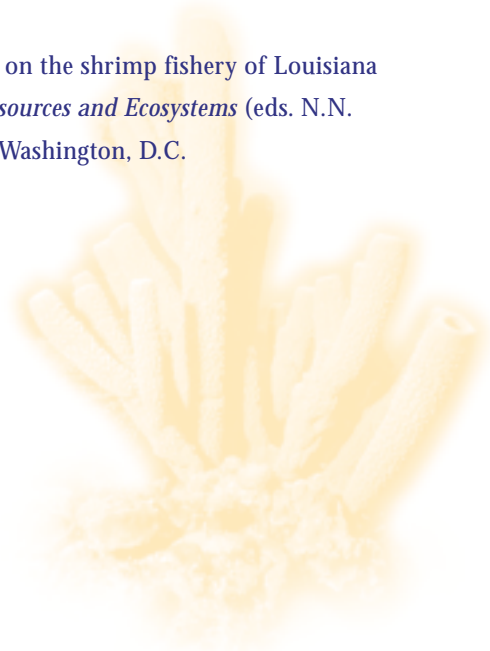 on the shrimp fishery of Louisiana
sources and Ecosystems (eds. N.N.
Washington, D.C.